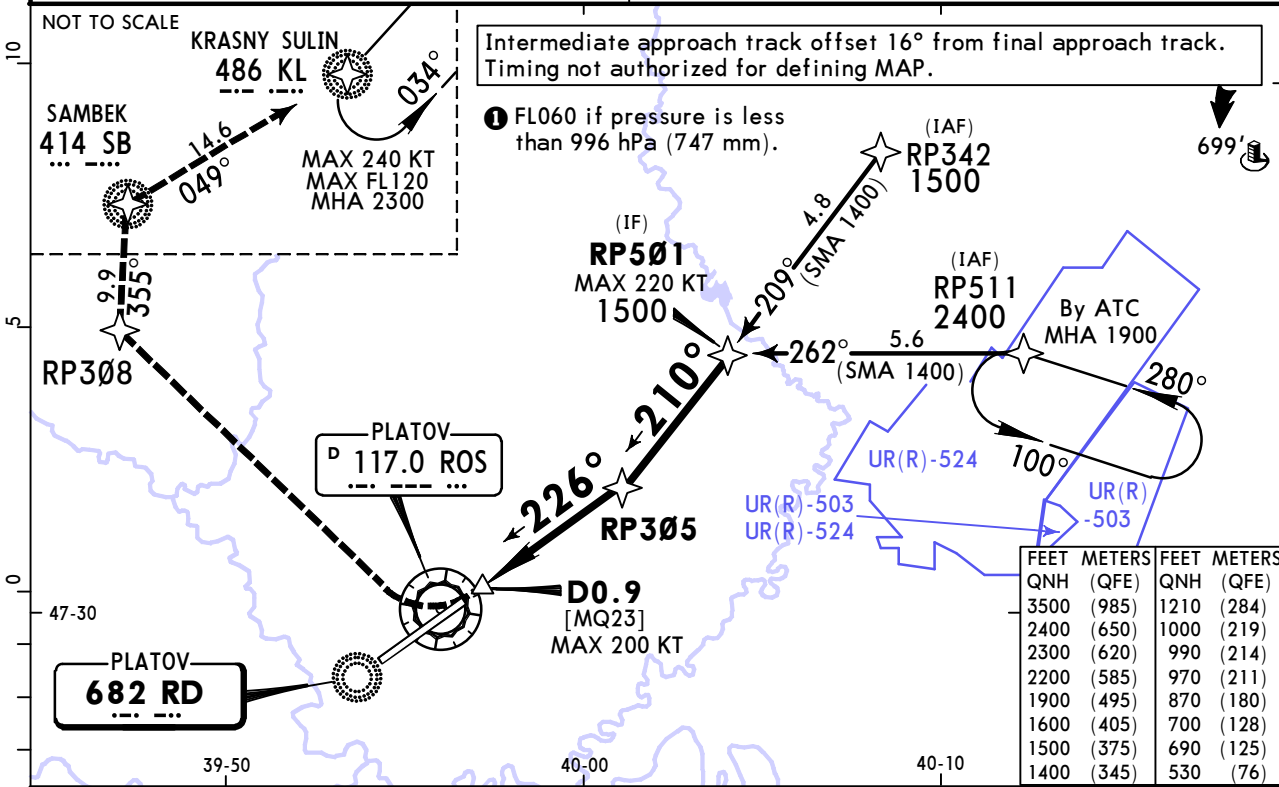 NOT TO SCALE
KRASNY SULIN
486 KL
SAMBEK
414 SB
14.6
049°
034°
MAX 240 KT
MAX FL120
MHA 2300
9.9
355°
RP3Ø8
Intermediate approach track offset 16° from final approach track.
Timing not authorized for defining MAP.
1 FL060 if pressure is less
than 996 hPa (747 mm).
699'
(IAF)
RP342
1500
4.8
209°
(SMA 1400)
(IF)
RP5Ø1
MAX 220 KT
1500
(IAF)
RP511
2400
By ATC
MHA 1900
5.6
262°
(SMA 1400)
280°
100°
210°
226°
RP3Ø5
PLATOV
D 117.0 ROS
D0.9
[MQ23]
MAX 200 KT
PLATOV
682 RD
UR(R)-524
UR(R)-503
UR(R)-524
UR(R)
-503
10
5
0
47-30
39-50
40-00
40-10
FEET METERS FEET METERS
QNH (QFE) QNH (QFE)
3500 (985) 1210 (284)
2400 (650) 1000 (219)
2300 (620) 990 (214)
2200 (585) 970 (211)
1900 (495) 870 (180)
1600 (405) 700 (128)
1500 (375) 690 (125)
1400 (345) 530 (76)